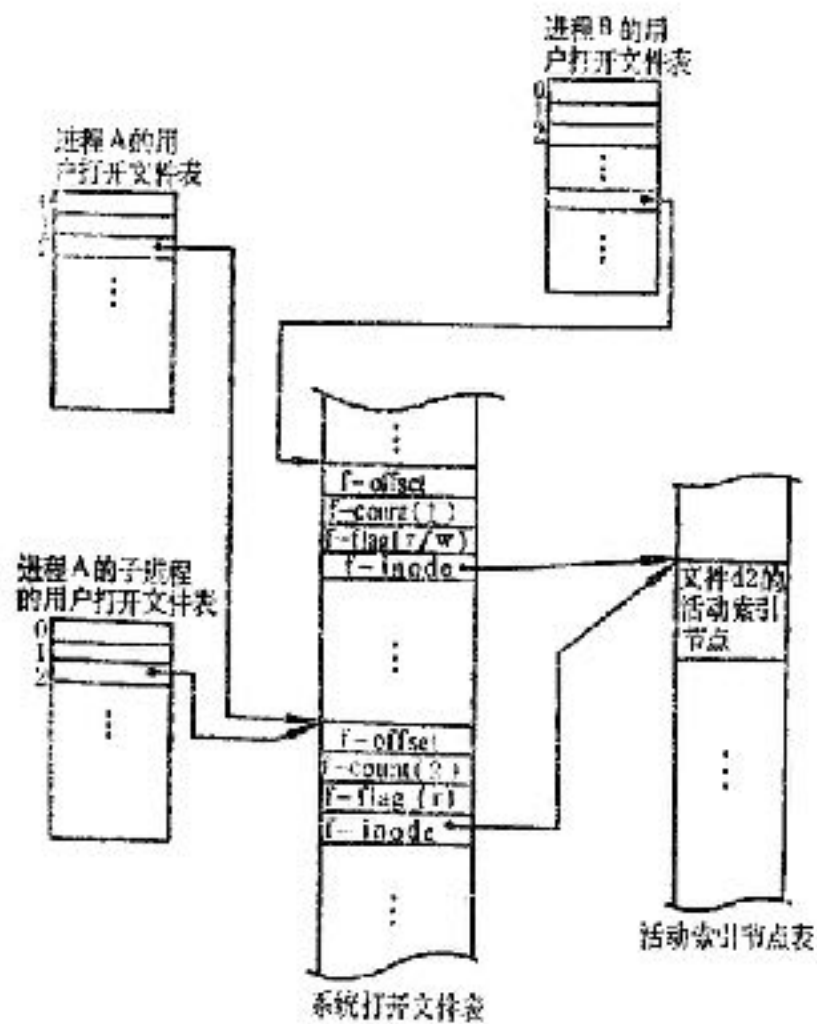 进程B的用
户打开文件表
0
1
2
进程A的用
户打开文件表
f-offset
f-count(1)
f-flag(r/w)
f-inode
文件d2的
活动索引
节点
进程A的子进程
的用户打开文件表
0
1
2
f-offset
f-count(2)
f-flag(r)
f-inode
活动索引节点表
系统打开文件表